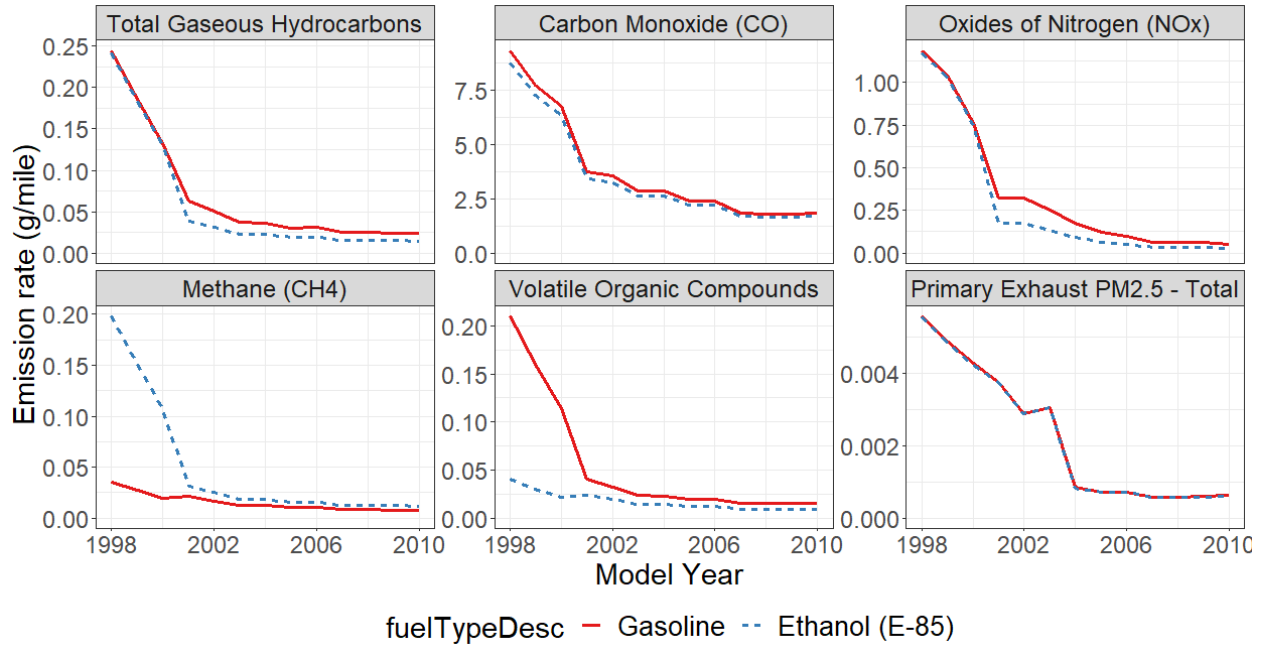 Total Gaseous Hydrocarbons
Carbon Monoxide (CO)
Oxides of Nitrogen (NOx)
0.25
0.20
0.15
0.10
0.05
0.00
7.5
5.0
2.5
0.0
1.00
0.75
0.50
0.25
0.00
Emission rate (g/mile)
Methane (CH4)
Volatile Organic Compounds
Primary Exhaust PM2.5 - Total
0.20
0.15
0.10
0.05
0.00
0.20
0.15
0.10
0.05
0.00
0.004
0.002
0.000
1998 2002 2006 2010
1998 2002 2006 2010
1998 2002 2006 2010
Model Year
fuelTypeDesc Gasoline Ethanol (E-85)